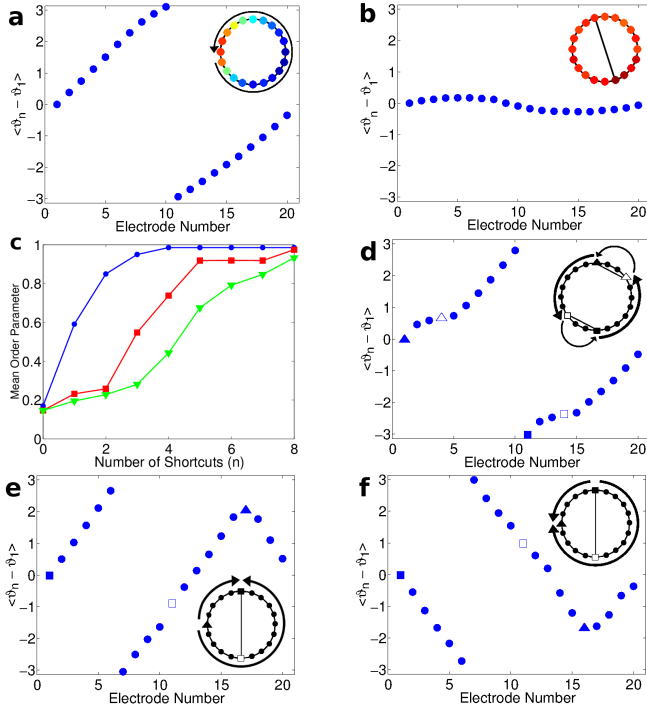 a
b
3
2
1
0
−1
−2
−3
<ϑn − ϑ1>
0 5 10 15 20
Electrode Number
3
2
1
0
−1
−2
−3
<ϑn − ϑ1>
0 5 10 15 20
Electrode Number
c
1
0.8
0.6
0.4
0.2
0
Mean Order Parameter
0 2 4 6 8
Number of Shortcuts (n)
d
3
2
1
0
−1
−2
−3
<ϑn − ϑ1>
0 5 10 15 20
Electrode Number
e
3
2
1
0
−1
−2
−3
<ϑn − ϑ1>
0 5 10 15 20
Electrode Number
f
3
2
1
0
−1
−2
−3
<ϑn − ϑ1>
0 5 10 15 20
Electrode Number